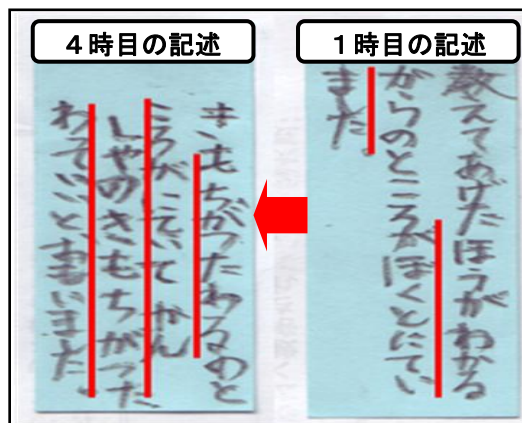 1時目の記述
教えてあげたほうがわかる
からのところがぼくとにてい
ました。
4時目の記述
きもちがつたわるのと
ころがにていて かん
しゃのきもちがつた
わていいと書いました